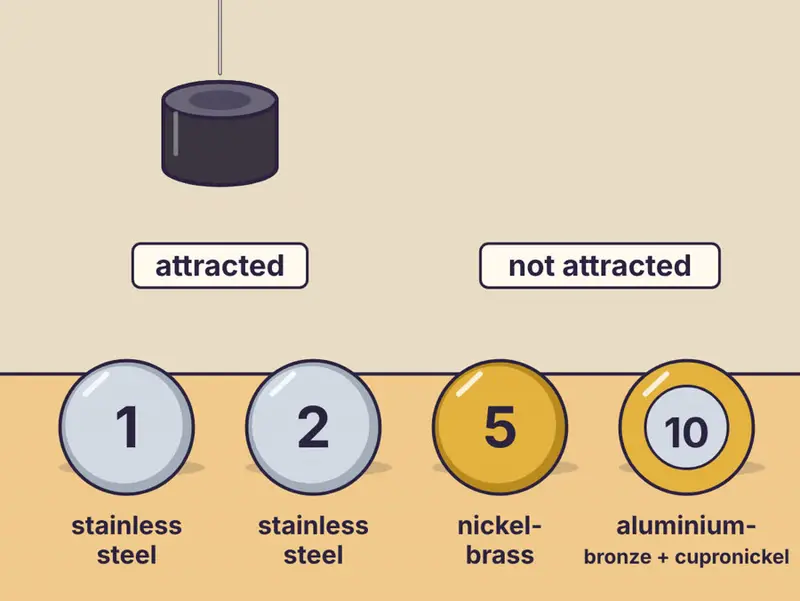 attracted
not attracted
1
2
5
10
stainless
steel
stainless
steel
nickel-
brass
aluminium-
bronze + cupronickel